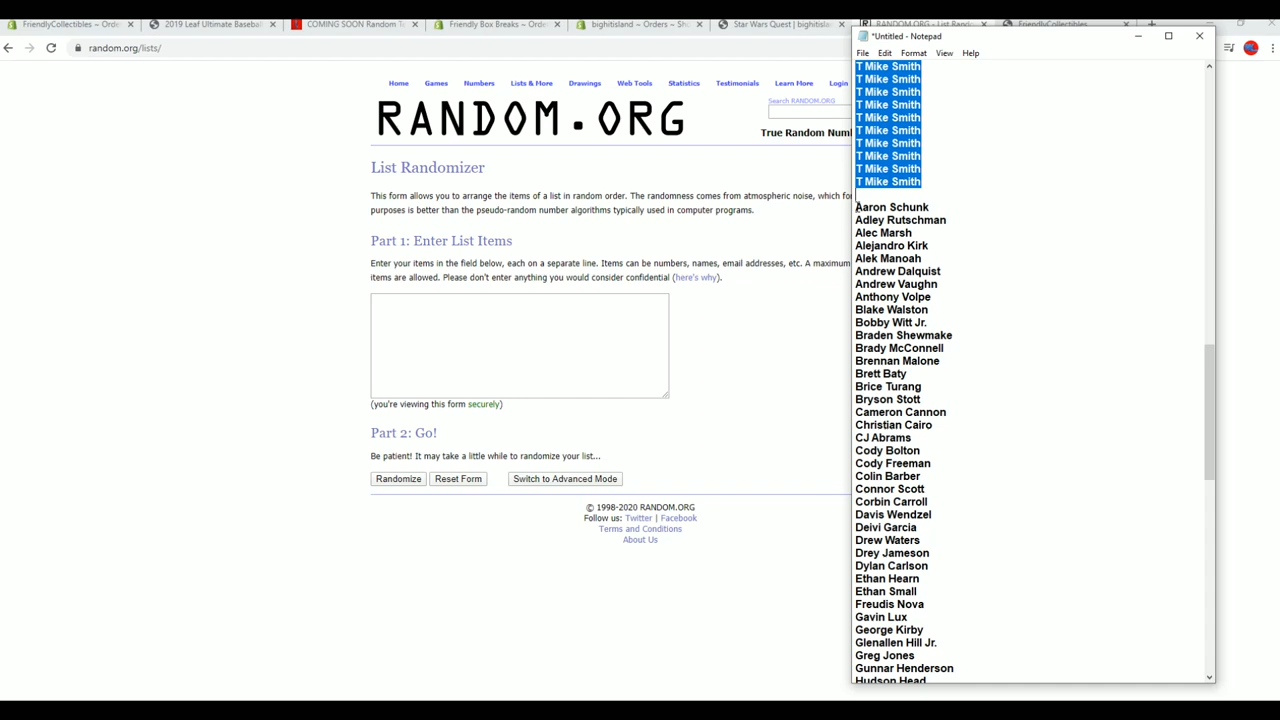 FriendlyCollectibles ~ Orde
2019 Leaf Ultimate Baseball
COMING SOON Random T
Friendly Box Breaks ~ Orde
bighitisland ~ Orders ~ Sho
Star Wars Quest | bighitislan
RANDOM.ORG - List Rando
FriendlyCollectibles
random.org/lists/
*Untitled - Notepad
File Edit Format View Help
Home Games Numbers Lists & More Drawings Web Tools Statistics Testimonials Learn More Login
Search RANDOM.ORG
RANDOM.ORG
True Random Num
List Randomizer
This form allows you to arrange the items of a list in random order. The randomness comes from atmospheric noise, which for
purposes is better than the pseudo-random number algorithms typically used in computer programs.
Part 1: Enter List Items
Enter your items in the field below, each on a separate line. Items can be numbers, names, email addresses, etc. A maximum
items are allowed. Please don't enter anything you would consider confidential (here's why).
(you're viewing this form securely)
Part 2: Go!
Be patient! It may take a little while to randomize your list...
Randomize Reset Form Switch to Advanced Mode
© 1998-2020 RANDOM.ORG
Follow us: Twitter | Facebook
Terms and Conditions
About Us
T Mike Smith
T Mike Smith
T Mike Smith
T Mike Smith
T Mike Smith
T Mike Smith
T Mike Smith
T Mike Smith
T Mike Smith
T Mike Smith
Aaron Schunk
Adley Rutschman
Alec Marsh
Alejandro Kirk
Alek Manoah
Andrew Dalquist
Andrew Vaughn
Anthony Volpe
Blake Walston
Bobby Witt Jr.
Braden Shewmake
Brady McConnell
Brennan Malone
Brett Baty
Brice Turang
Bryson Stott
Cameron Cannon
Christian Cairo
CJ Abrams
Cody Bolton
Cody Freeman
Colin Barber
Connor Scott
Corbin Carroll
Davis Wendzel
Deivi Garcia
Drew Waters
Drey Jameson
Dylan Carlson
Ethan Hearn
Ethan Small
Freudis Nova
Gavin Lux
George Kirby
Glenallen Hill Jr.
Greg Jones
Gunnar Henderson
Hudson Head